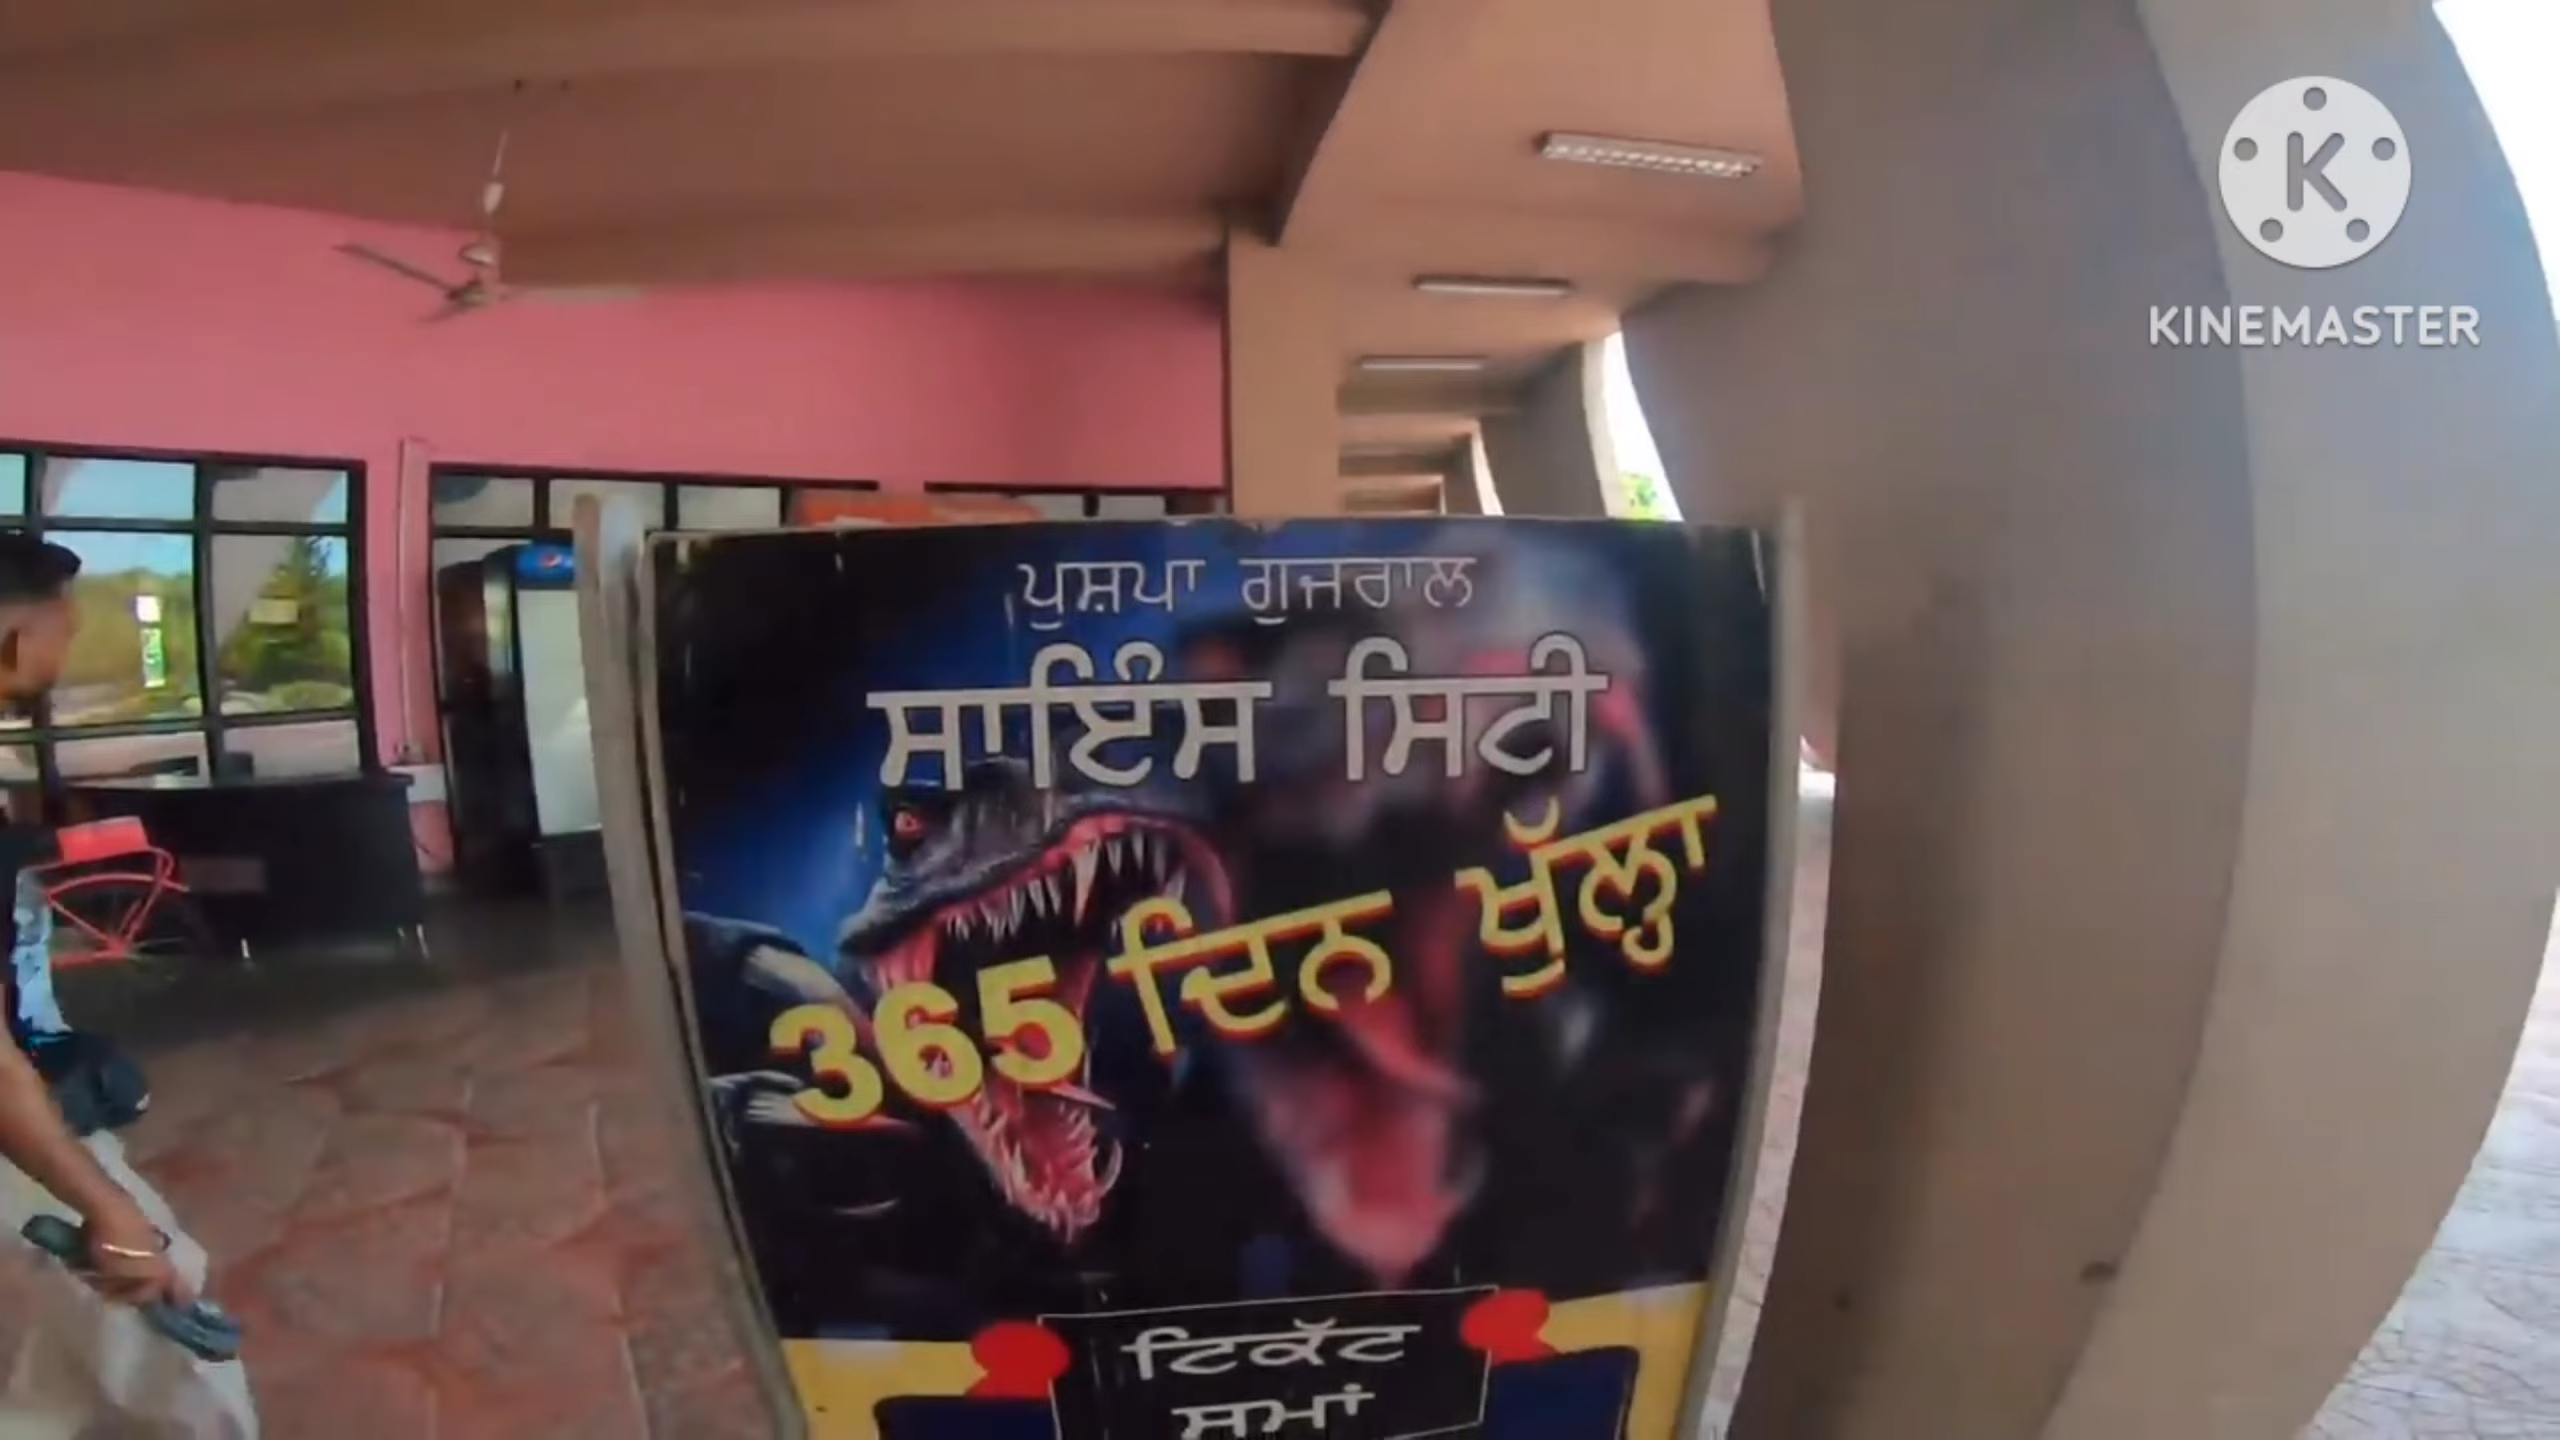 KINEMASTER
ਪੁਸ਼ਪਾ ਗੁਜਰਾਲ
ਸਾਇੰਸ ਸਿਟੀ
365 ਦਿਨ ਖੁੱਲ੍ਹਾ
ਟਿਕੱਟ
ਸਮਾਂ